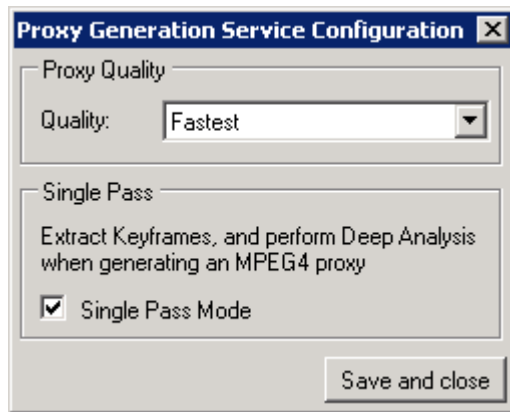 Proxy Generation Service Configuration
Proxy Quality
Quality:
Fastest
Single Pass
Extract Keyframes, and perform Deep Analysis
when generating an MPEG4 proxy
Single Pass Mode
Save and close